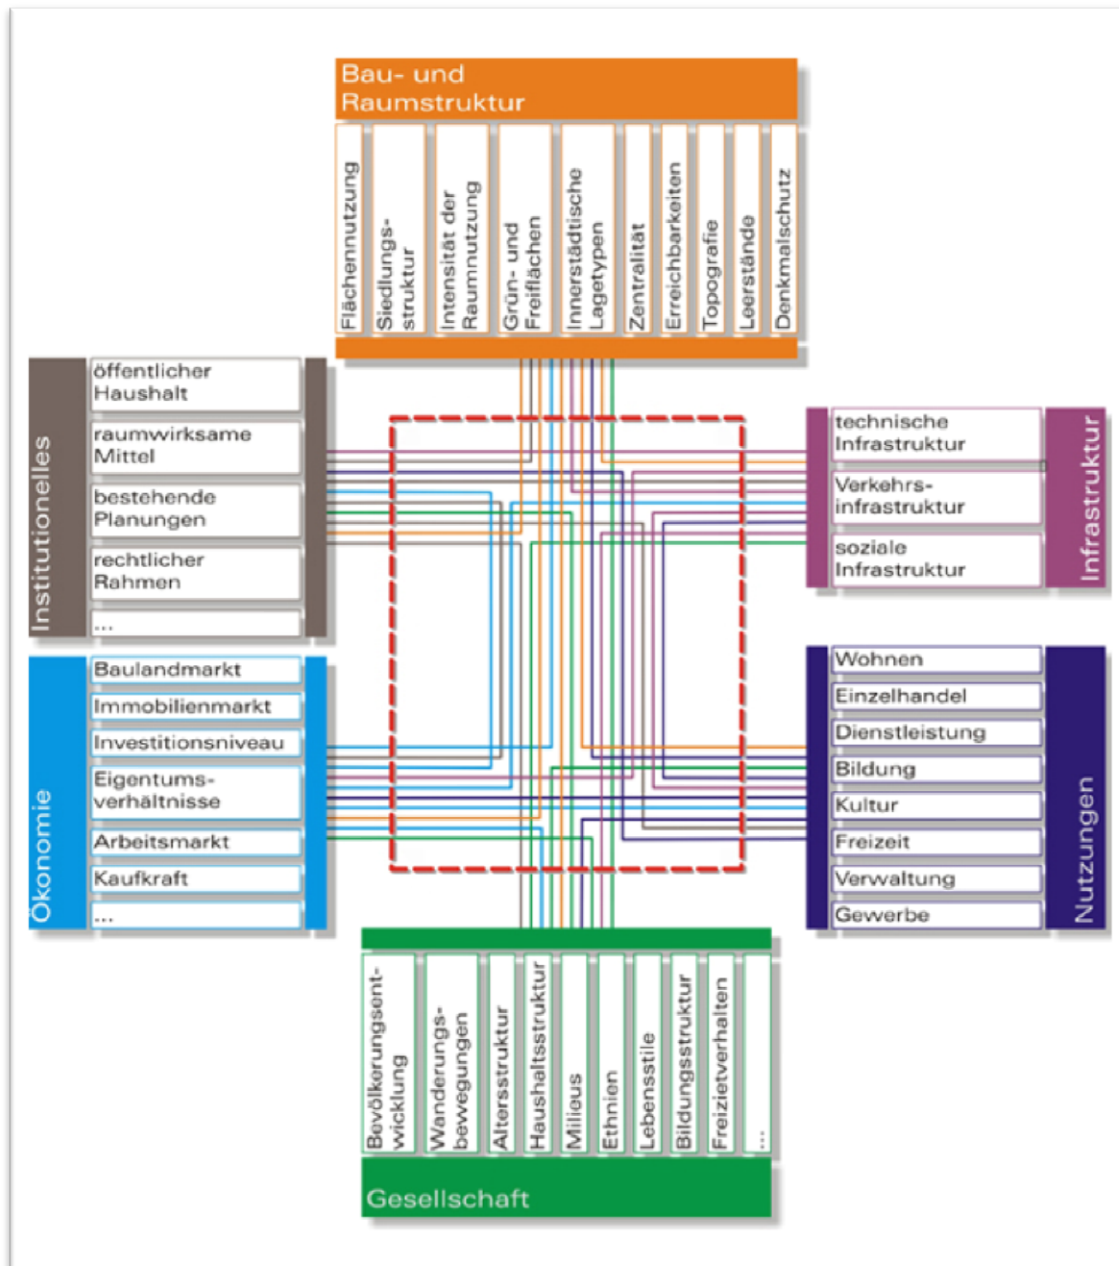 Bau- und
Raumstruktur
Flächennutzung
Siedlungs-
struktur
Intensität der
Raumnutzung
Grün- und
Freiflächen
Innerstädtische
Lagetypen
Zentralität
Erreichbarkeiten
Topografie
Leerstände
Denkmalschutz
Institutionelles
öffentlicher
Haushalt
raumwirksame
Mittel
bestehende
Planungen
rechtlicher
Rahmen
...
Infrastruktur
technische
Infrastruktur
Verkehrs-
infrastruktur
soziale
Infrastruktur
Ökonomie
Baulandmarkt
Immobilienmarkt
Investitionsniveau
Eigentums-
verhältnisse
Arbeitsmarkt
Kaufkraft
...
Nutzungen
Wohnen
Einzelhandel
Dienstleistung
Bildung
Kultur
Freizeit
Verwaltung
Gewerbe
Bevölkerungsent-
wicklung
Wanderungs-
bewegungen
Altersstruktur
Haushaltsstruktur
Milieus
Ethnien
Lebensstile
Bildungsstruktur
Freizietverhalten
...
Gesellschaft